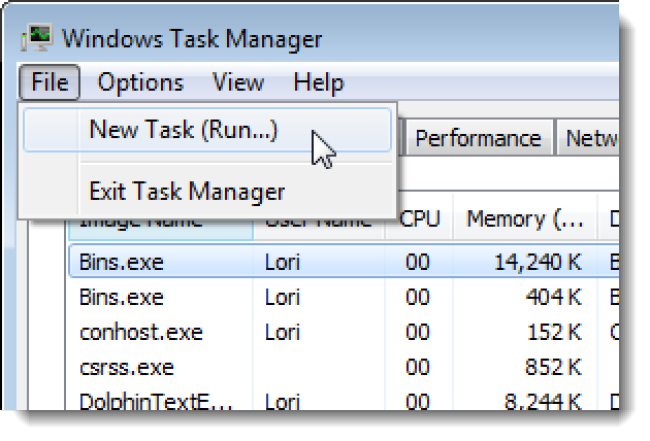 Windows Task Manager
File Options View Help
New Task (Run...)
Exit Task Manager
Performance
Image Name User Name CPU Memory (...
Bins.exe Lori 00 14,240 K
Bins.exe Lori 00 404 K
conhost.exe Lori 00 152 K
csrss.exe 00 852 K
DolphinTextE... Lori 00 8,244 K